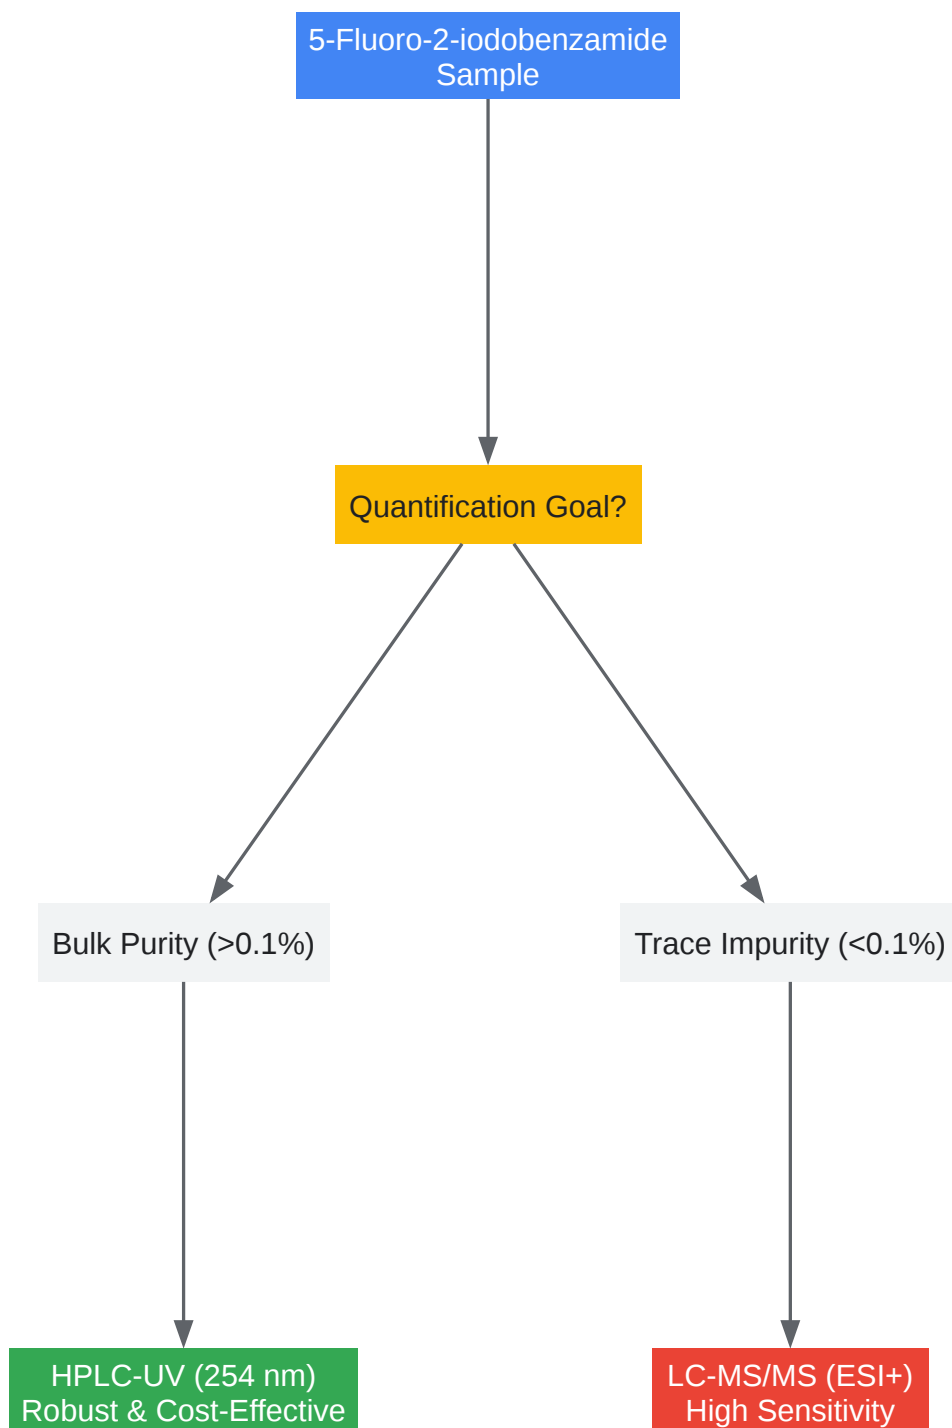 5-Fluoro-2-iodobenzamide
Sample
Quantification Goal?
Bulk Purity (>0.1%)
Trace Impurity (<0.1%)
HPLC-UV (254 nm)
Robust & Cost-Effective
LC-MS/MS (ESI+)
High Sensitivity